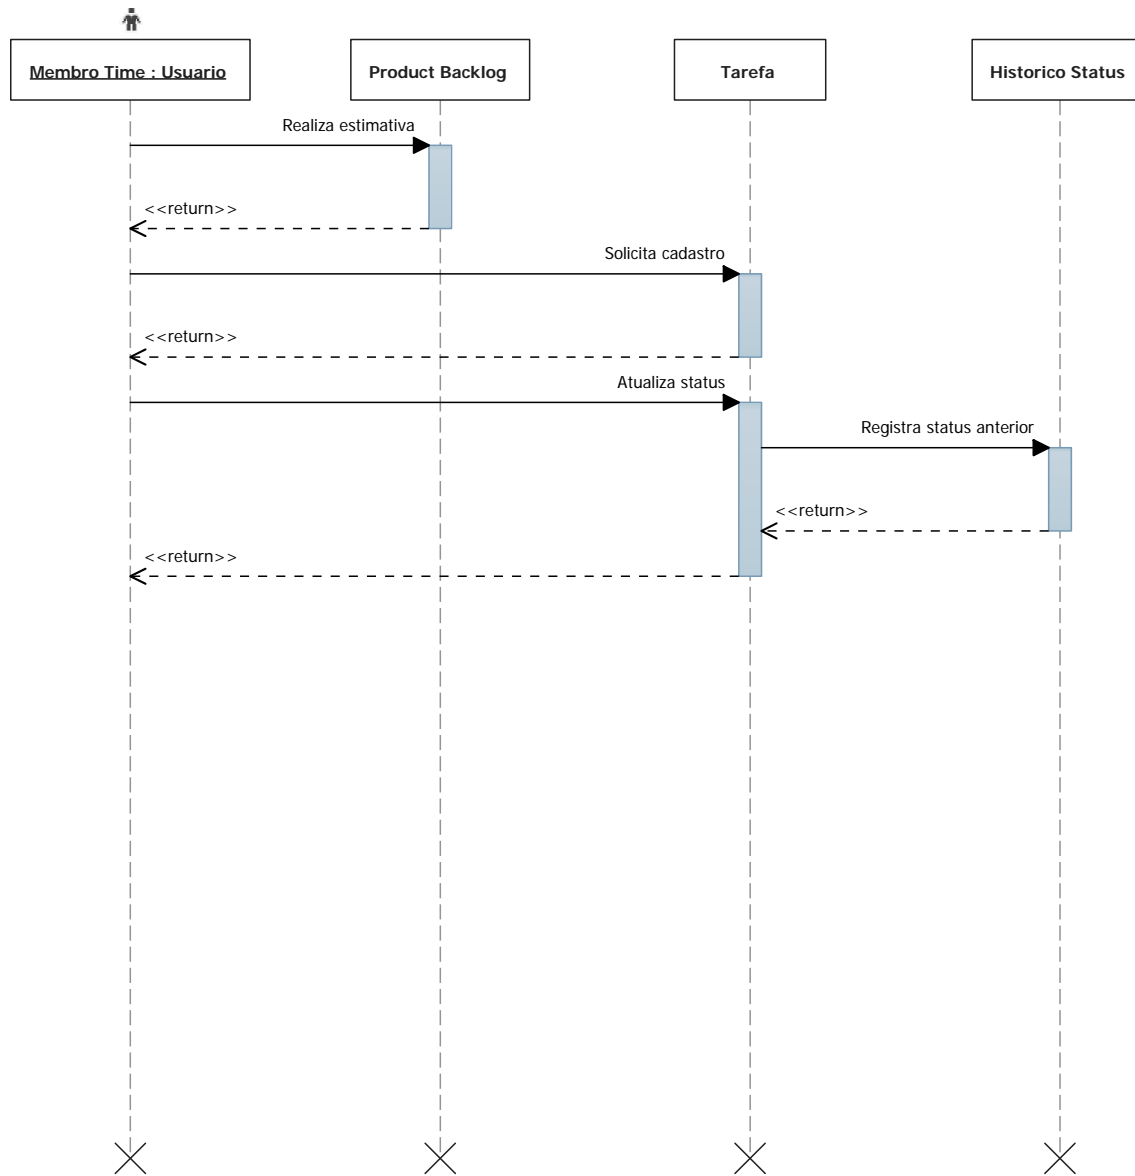 Membro Time : Usuario
Product Backlog
Tarefa
Historico Status
Realiza estimativa
<<return>>
Solicita cadastro
<<return>>
Atualiza status
Registra status anterior
<<return>>
<<return>>